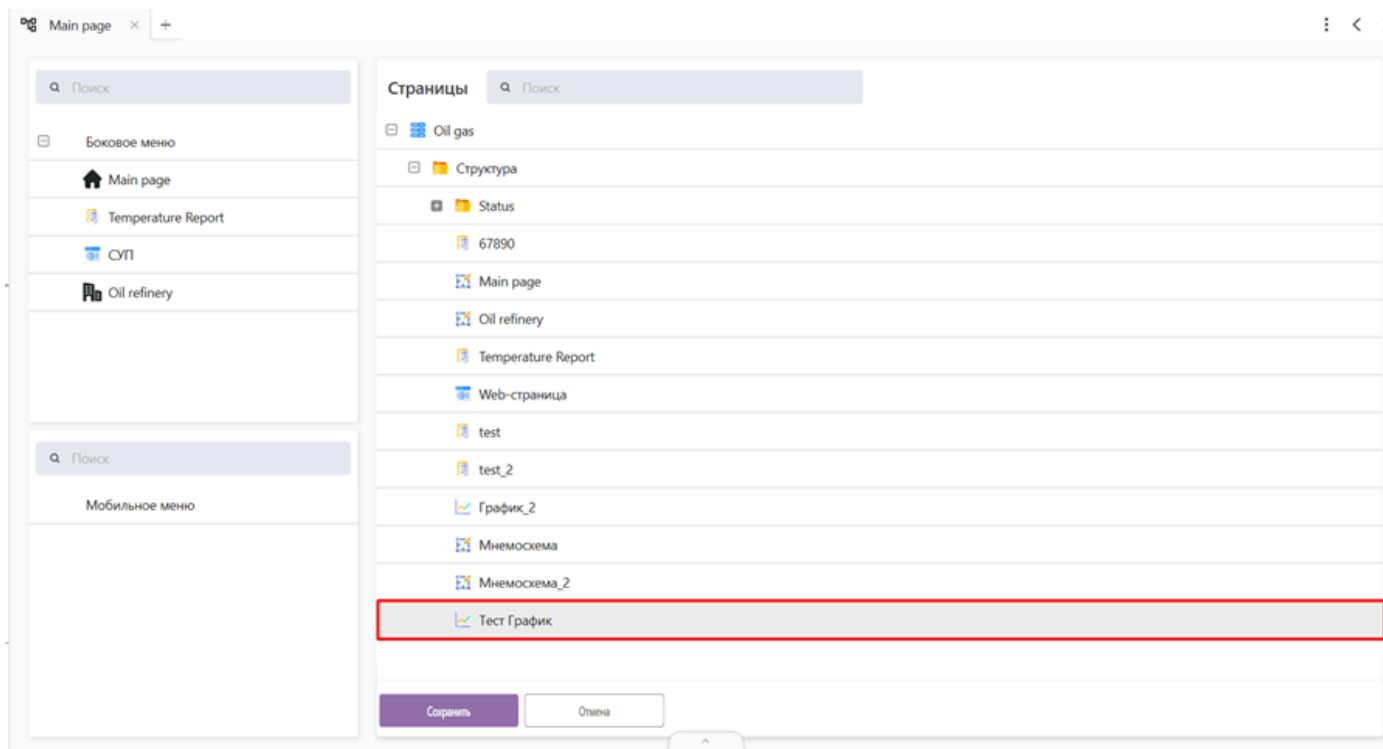 Main page
Поиск
Боковое меню
Main page
Temperature Report
СУП
Oil refinery
Поиск
Мобильное меню
Страницы
Поиск
Oil gas
Структура
Status
67890
Main page
Oil refinery
Temperature Report
Web-страница
test
test_2
График_2
Мнемосхема
Мнемосхема_2
Тест График
Сохранить
Отмена